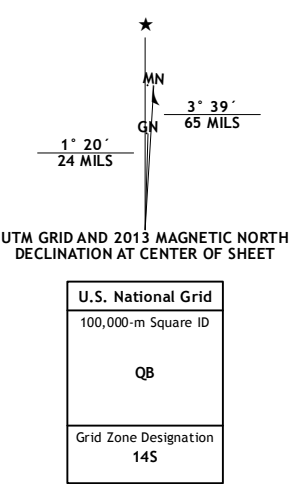 ★
MN
3° 39´
65 MILS
GN
1° 20´
24 MILS
UTM GRID AND 2013 MAGNETIC NORTH
DECLINATION AT CENTER OF SHEET
U.S. National Grid
100,000-m Square ID
QB
Grid Zone Designation
14S